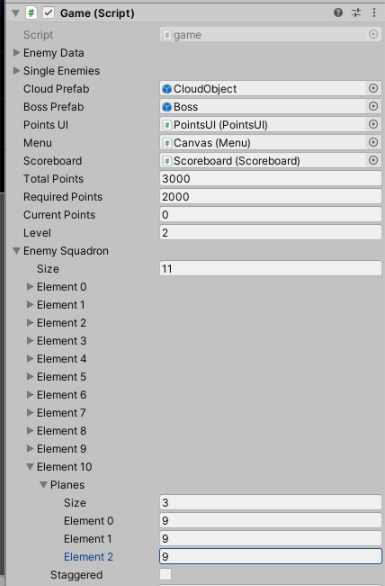 # Game (Script)
Script # game
Enemy Data
Single Enemies
Cloud Prefab CloudObject
Boss Prefab Boss
Points UI # PointsUI (PointsUI)
Menu # Canvas (Menu)
Scoreboard # Scoreboard (Scoreboard)
Total Points 3000
Required Points 2000
Current Points 0
Level 2
Enemy Squadron
Size 11
Element 0
Element 1
Element 2
Element 3
Element 4
Element 5
Element 6
Element 7
Element 8
Element 9
Element 10
Planes
Size 3
Element 0 9
Element 1 9
Element 2 9
Staggered